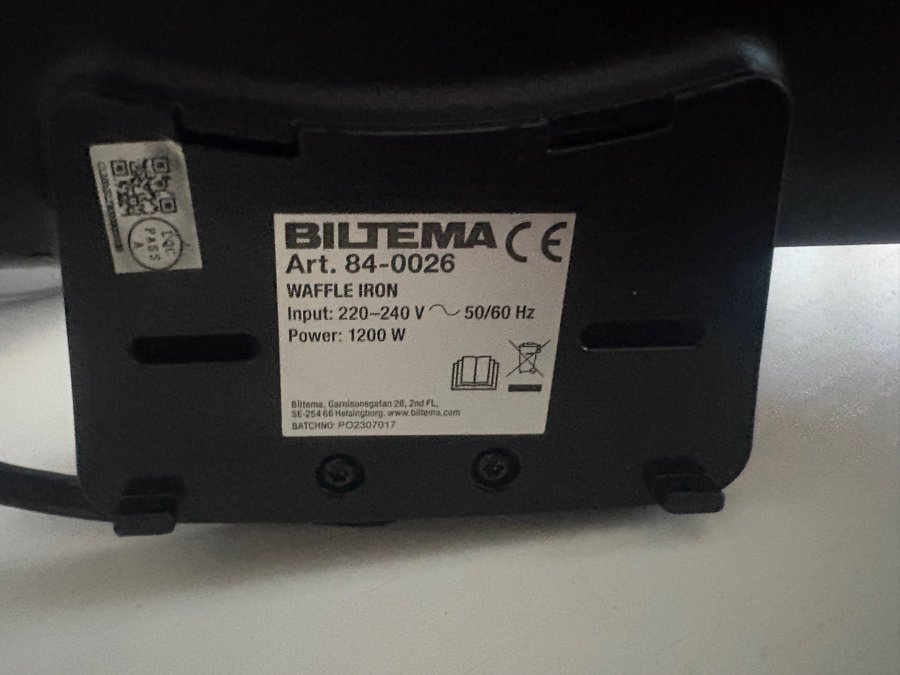 BILTEMA CE
Art. 84-0026
WAFFLE IRON
Input: 220–240 V ~ 50/60 Hz
Power: 1200 W
Biltema, Garnisonsgatan 26, 2nd FL,
SE-254 66 Helsingborg. www.biltema.com
BATCHNO: PO2307017
PASS
A